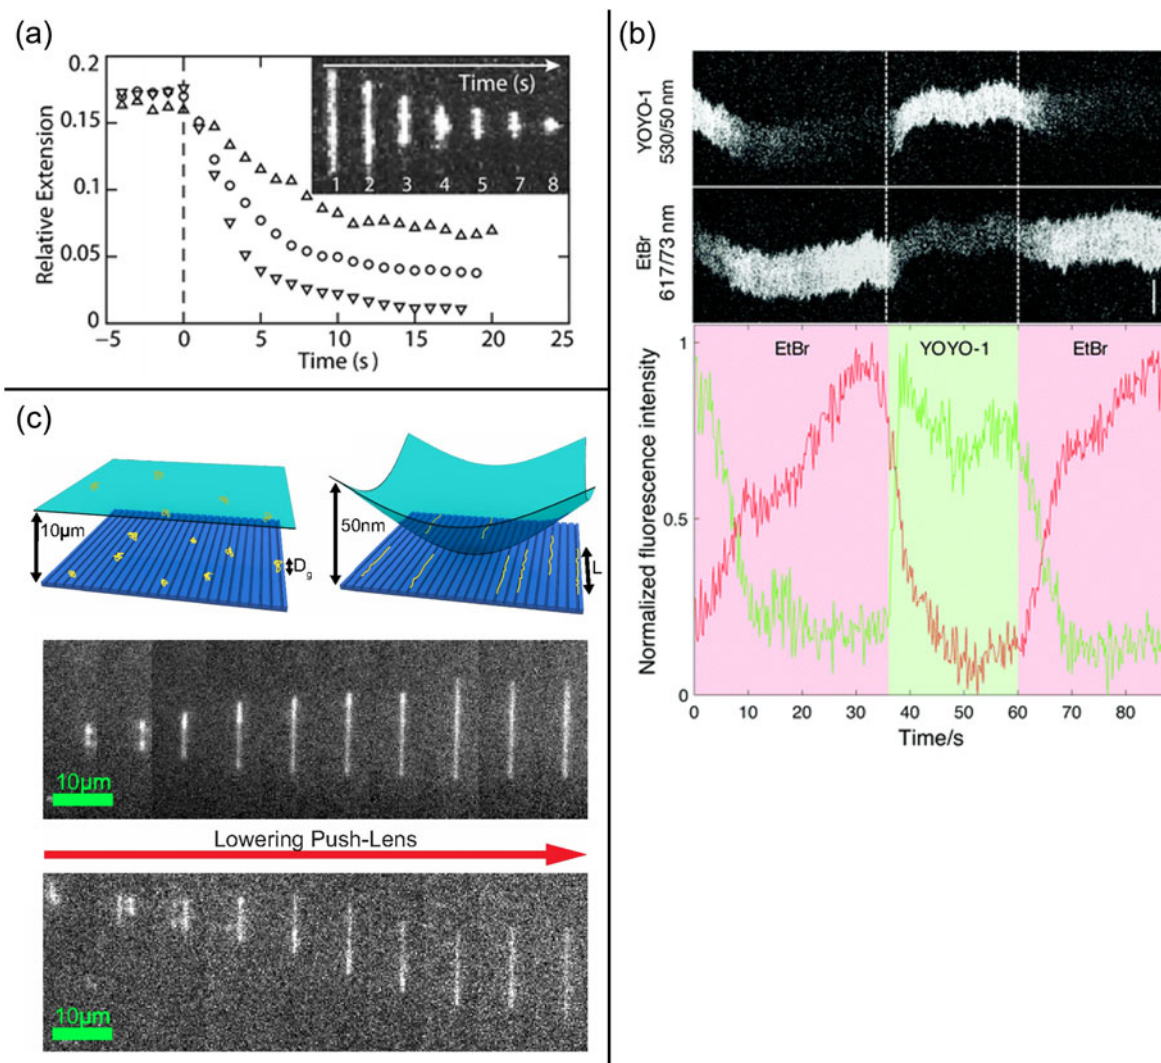 (a)
0.2
0.15
0.1
0.05
0
Relative Extension
−5 0 5 10 15 20 25
Time (s)
Time (s)
1 2 3 4 5 7 8
(b)
YOYO-1
530/50 nm
EtBr
617/73 nm
EtBr YOYO-1 EtBr
1
0.5
0
Normalized fluorescence intensity
0 10 20 30 40 50 60 70 80
Time/s
(c)
10µm
Dg
50nm
L
10µm
Lowering Push-Lens
10µm